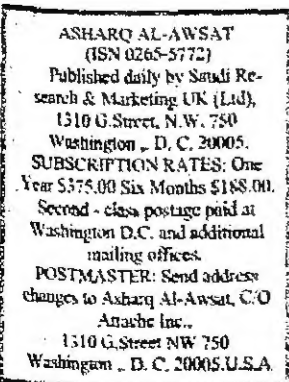 ASHARQ AL-AWSAT
(ISN 0265-5772)
Published daily by Saudi Re-
search & Marketing UK (Ltd),
1310 G.Street, N.W. 750
Washington , D. C. 20005.
SUBSCRIPTION RATES: One
Year $375.00 Six Months $188.00.
Second - class postage paid at
Washington D.C. and additional
mailing offices.
POSTMASTER: Send address
changes to Asharq Al-Awsat, C/O
Attache Inc.,
1310 G.Street NW 750
Washington , D. C. 20005.U.S.A